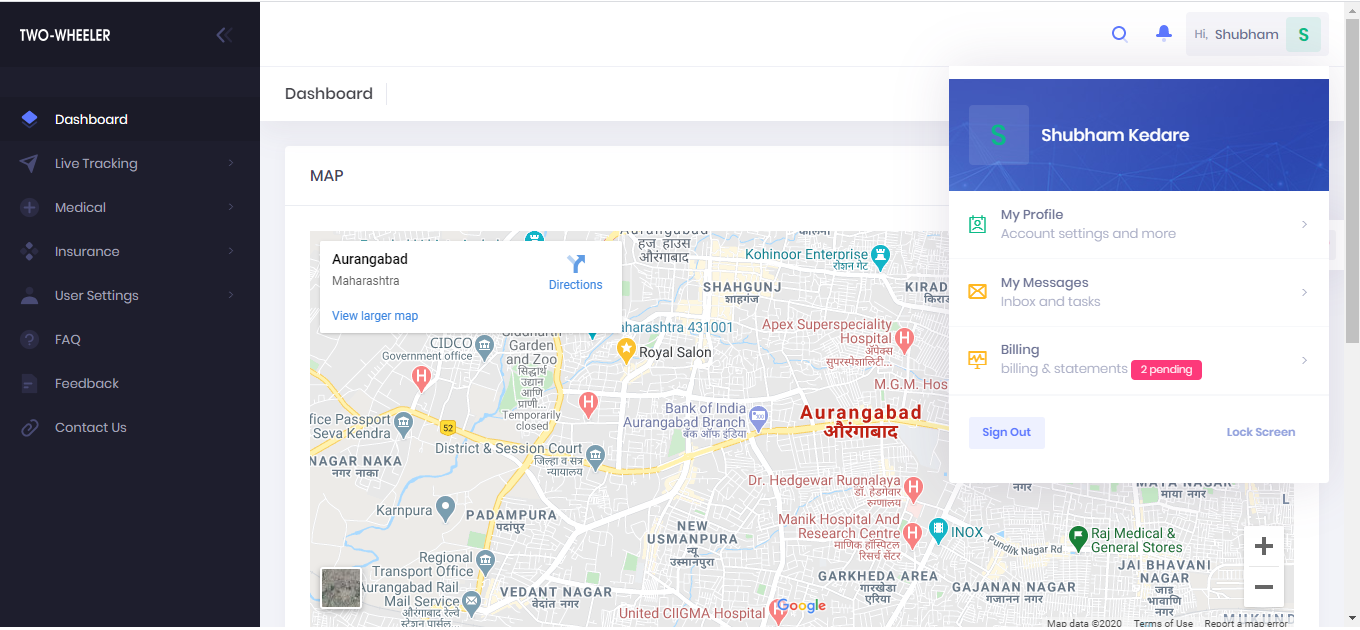 TWO-WHEELER
Hi, Shubham S
Dashboard
Live Tracking
Medical
Insurance
User Settings
FAQ
Feedback
Contact Us
Dashboard
MAP
S Shubham Kedare
My Profile
Account settings and more
My Messages
Inbox and tasks
Billing
billing & statements 2 pending
Sign Out Lock Screen
Aurangabad
Maharashtra
Directions
View larger map
हज हाउस
औरंगाबाद
Kohinoor Enterprise
रोशन गेट
SHAHGUNJ
शाहगंज
KIRAD
किरा
aharashtra 431001
Garden
and Zoo
सिद्धार्थ
उद्यान
आणि
प्राणी...
Temporarily
closed
CIDCO
Government office
Royal Salon
Apex Superspeciality
Hospital
अ‍ॅपेक्स
सुपरस्पेशालिटी...
M.G.M. Hos
fice Passport
Seva Kendra
52
Bank of India
Aurangabad Branch
बँक ऑफ इंडिया
Aurangabad
औरंगाबाद
District & Session Court
जिल्हा व सत्र
न्यायालय
NAGAR NAKA
नगर नाका
Karnpura
PADAMPURA
पदांपुर
Dr. Hedgewar Rugnalaya
डॉ. हेडगेवार
रुग्णालय
Manik Hospital And
Research Centre
माणिक हॉस्पिटल
रिसर्च सेंटर
INOX
Pundlik Nagar Rd
नगर
माया नगर
L
Raj Medical &
General Stores
NEW
USMANPURA
न्यू
उस्मानपुरा
Regional
Transport Office
Aurangabad Rail
Mail Service
औरंगाबाद रेल्वे
स्टेशन पार्सल
VEDANT NAGAR
वेदांत नगर
GARKHEDA AREA
गारखेडा
एरिया
GAJANAN NAGAR
गजानन नगर
JAI BHAVANI
NAGAR
जाई
भावाणि
नगर
United CIIGMA Hospital
Google
MUKUND
Map data ©2020 Terms of Use Report a map error